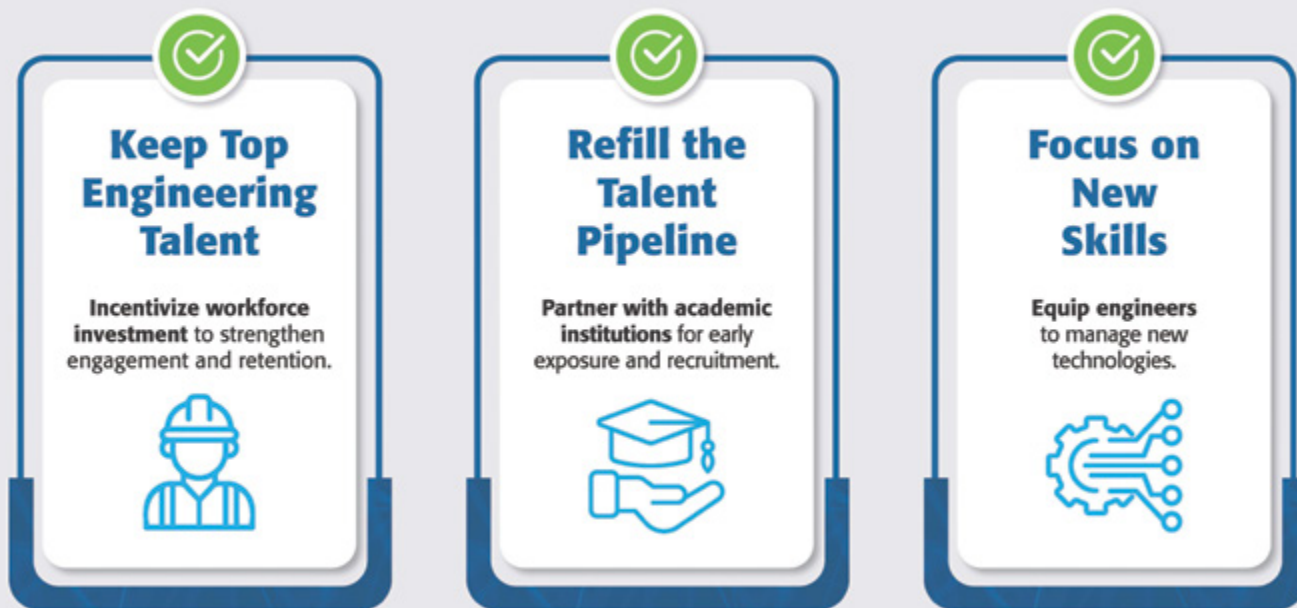 Keep Top
Engineering
Talent
Incentivize workforce
investment to strengthen
engagement and retention.
Refill the
Talent
Pipeline
Partner with academic
institutions for early
exposure and recruitment.
Focus on
New
Skills
Equip engineers
to manage new
technologies.